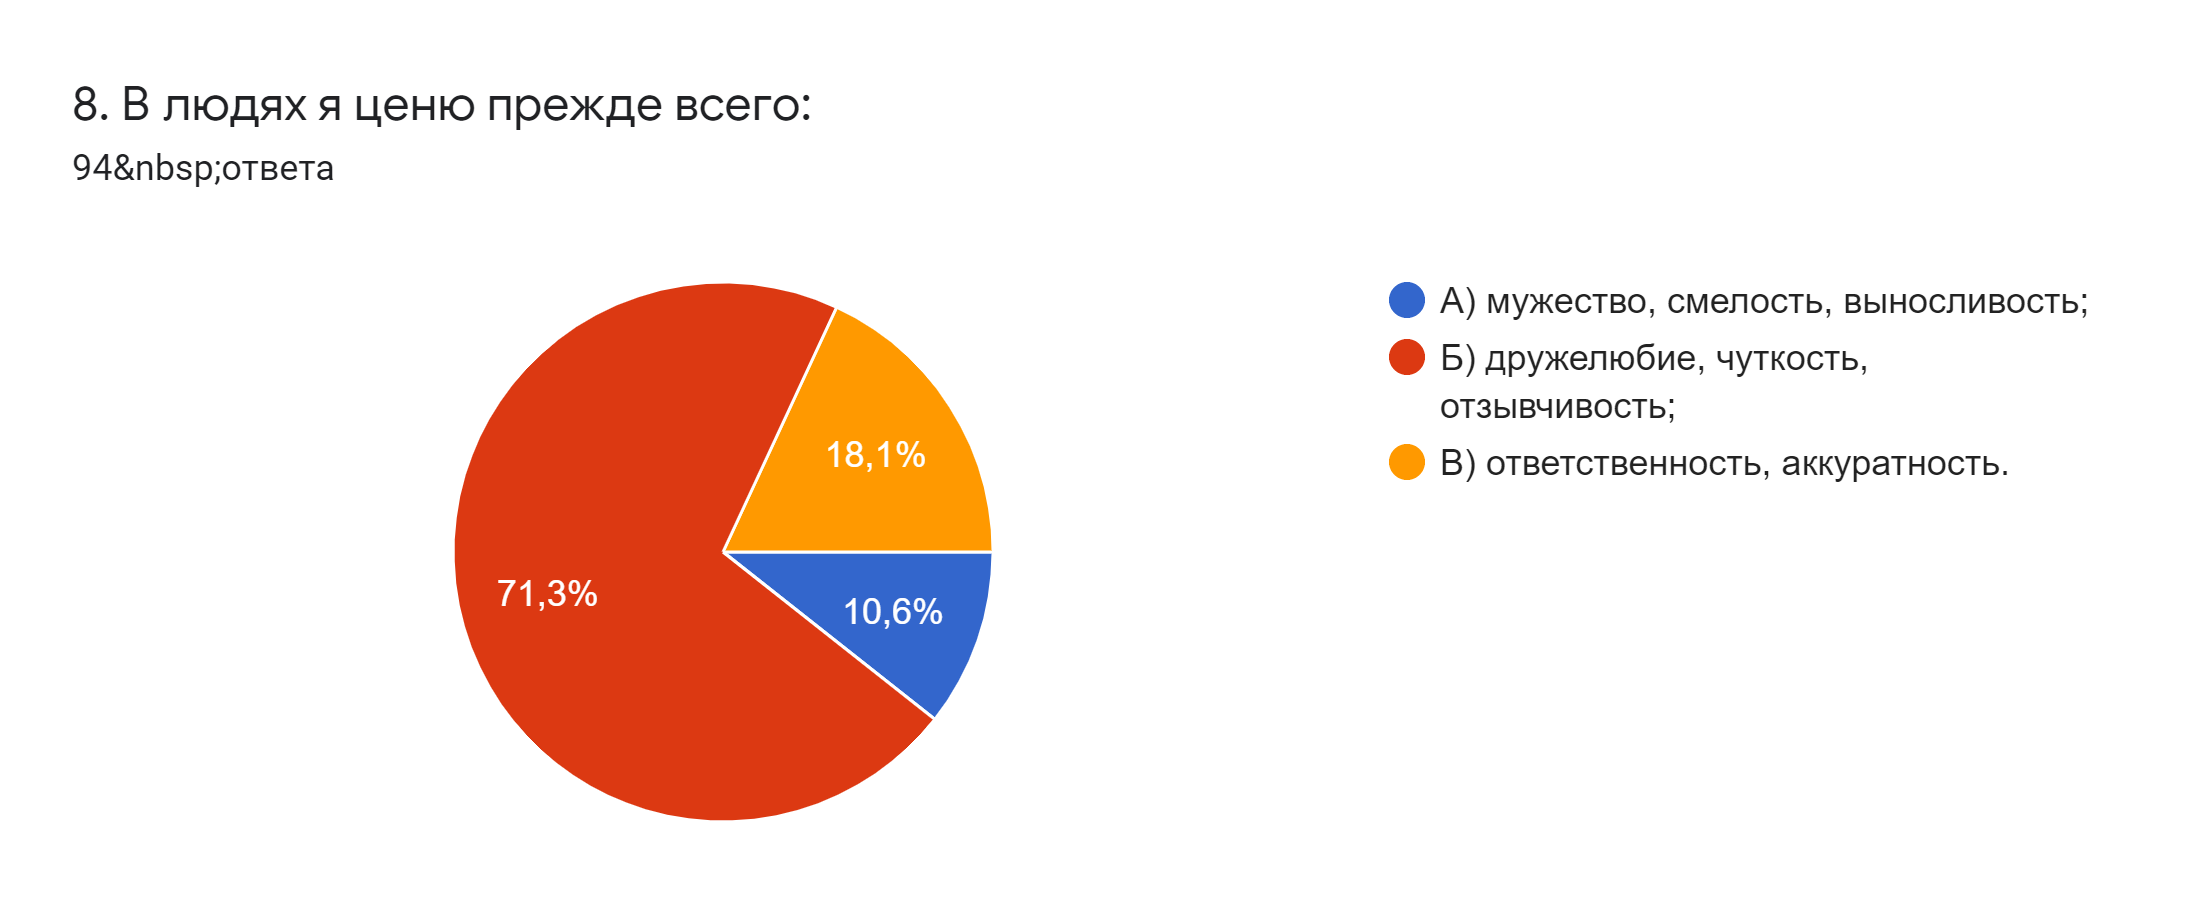 8. В людях я ценю прежде всего:
94&nbsp;ответа
А) мужество, смелость, выносливость;
Б) дружелюбие, чуткость,
отзывчивость;
В) ответственность, аккуратность.
18,1%
71,3%
10,6%